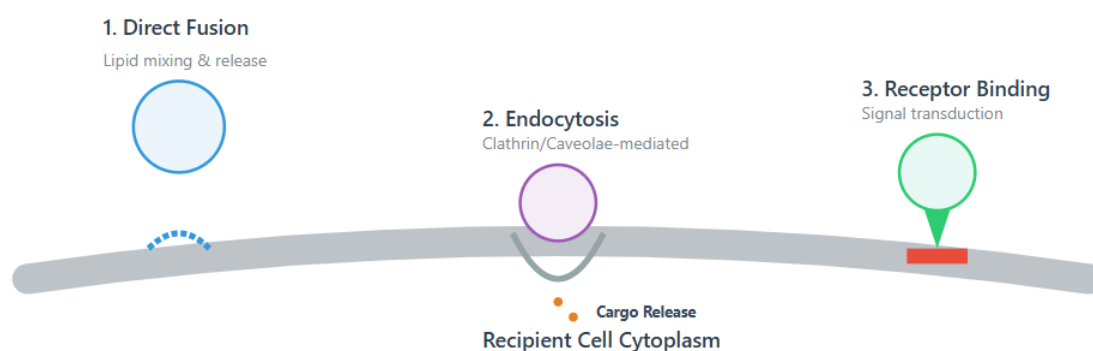 1. Direct Fusion
Lipid mixing & release
2. Endocytosis
Clathrin/Caveolae-mediated
3. Receptor Binding
Signal transduction
Cargo Release
Recipient Cell Cytoplasm